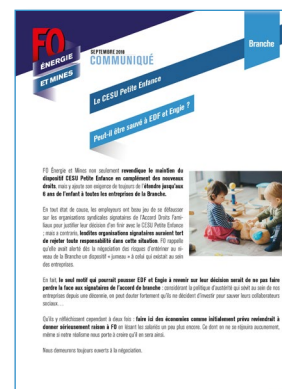 FO
ÉNERGIE
ET MINES
SEPTEMBRE 2018
COMMUNIQUÉ
Branche
Le CESU Petite Enfance
Peut-il être sauvé à EDF et Engie ?
FO Énergie et Mines non seulement revendique le maintien du
dispositif CESU Petite Enfance en complément des nouveaux
droits, mais y ajoute son exigence de toujours de l'étendre jusqu'aux
6 ans de l'enfant à toutes les entreprises de la Branche.
En tout état de cause, les employeurs ont beau jeu de se défausser
sur les organisations syndicales signataires de l'Accord Droits Fami-
liaux pour justifier leur décision d'en finir avec le CESU Petite Enfance
; mais a contrario, lesdites organisations signataires auraient tort
de rejeter toute responsabilité dans cette situation. FO rappelle
qu'elle avait alerté dès la négociation des risques d'entériner au ni-
veau de la Branche un dispositif « jumeau » à celui qui existait au sein
des entreprises.
En fait, le seul motif qui pourrait pousser EDF et Engie à revenir sur leur décision serait de ne pas faire
perdre la face aux signataires de l'accord de branche : considérant la politique d'austérité qui sévit au sein de nos
entreprises depuis une décennie, on peut douter fortement qu'ils ne décident d'investir pour sauver leurs collaborateurs
sociaux ...
Qu'ils y réfléchissent cependant à deux fois : faire ici des économies comme initialement prévu reviendrait à
donner sérieusement raison à FO en lésant les salariés un peu plus encore. Ce dont on ne se réjouira aucunement,
même si notre réalisme nous porte à croire qu'il en sera ainsi.
Nous demeurons toujours ouverts à la négociation.